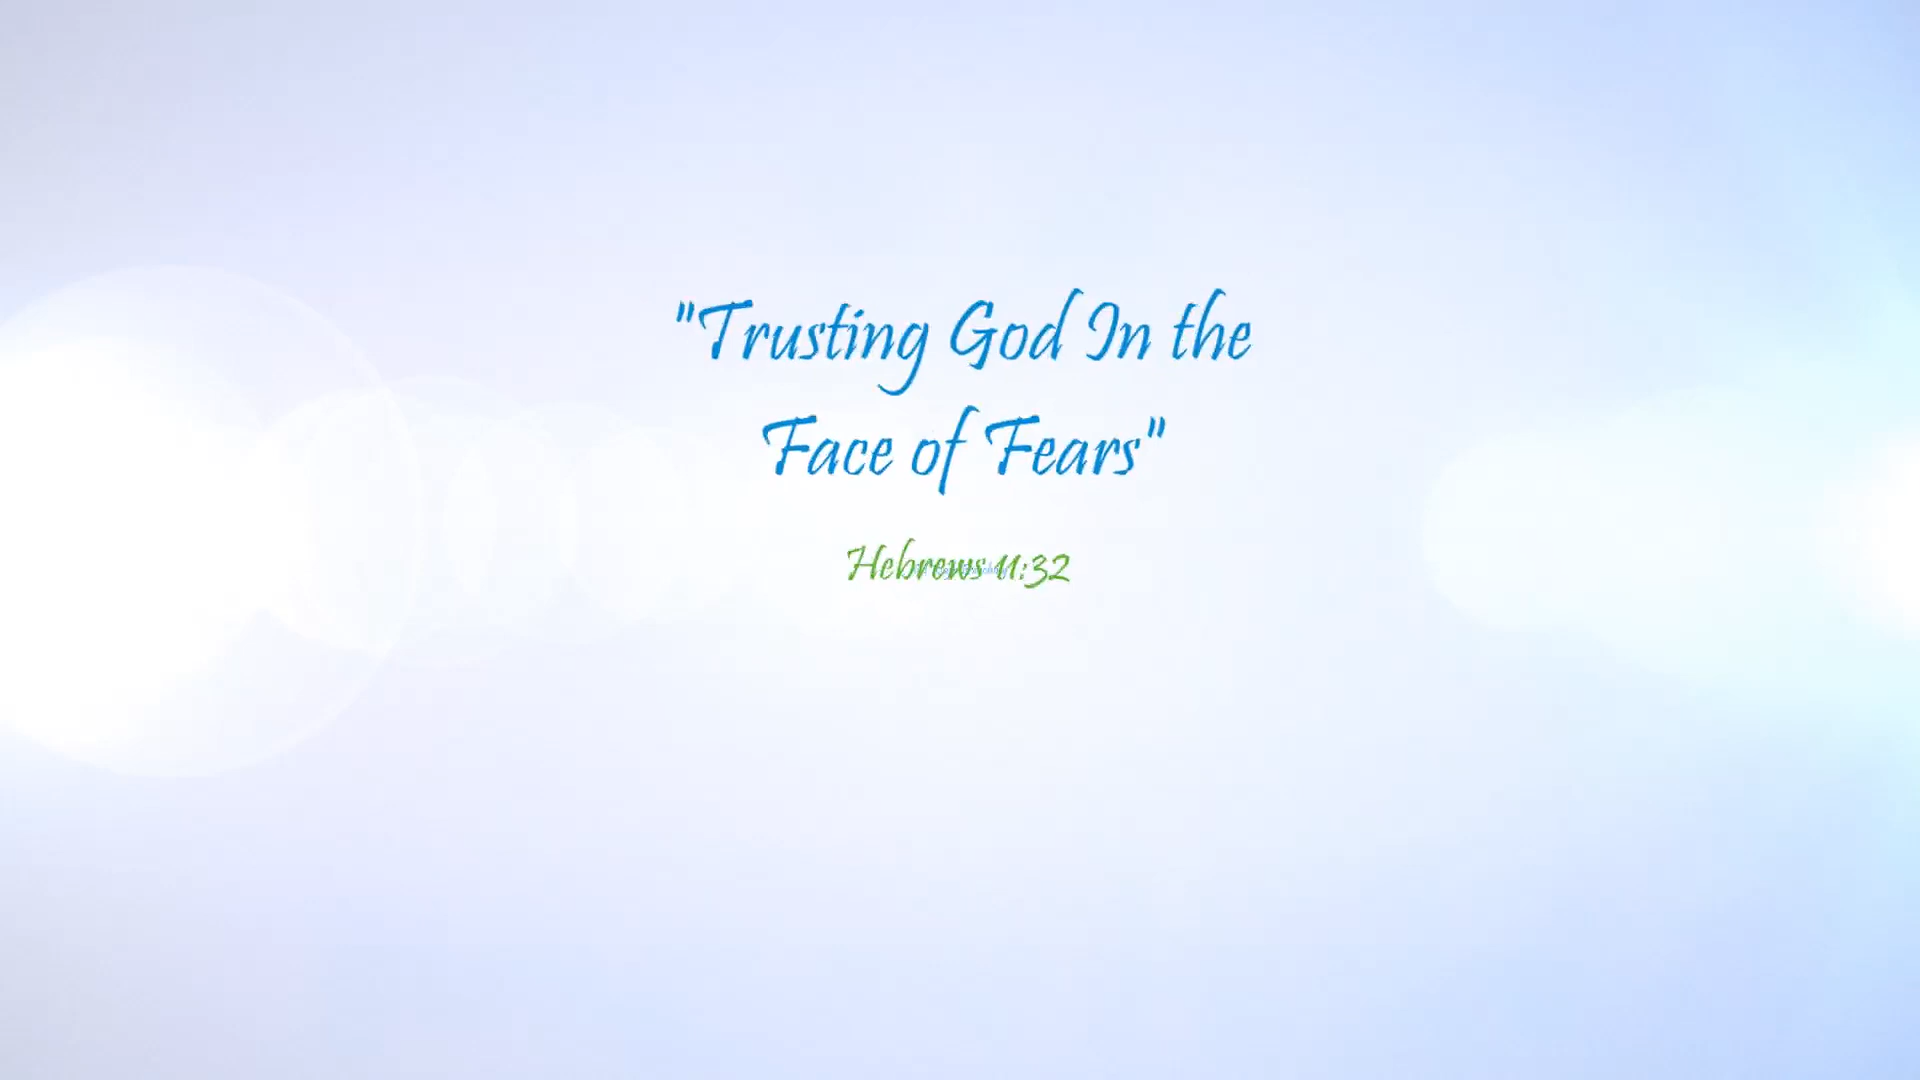 "Trusting God In the
Face of Fears"
Hebrews 11:32